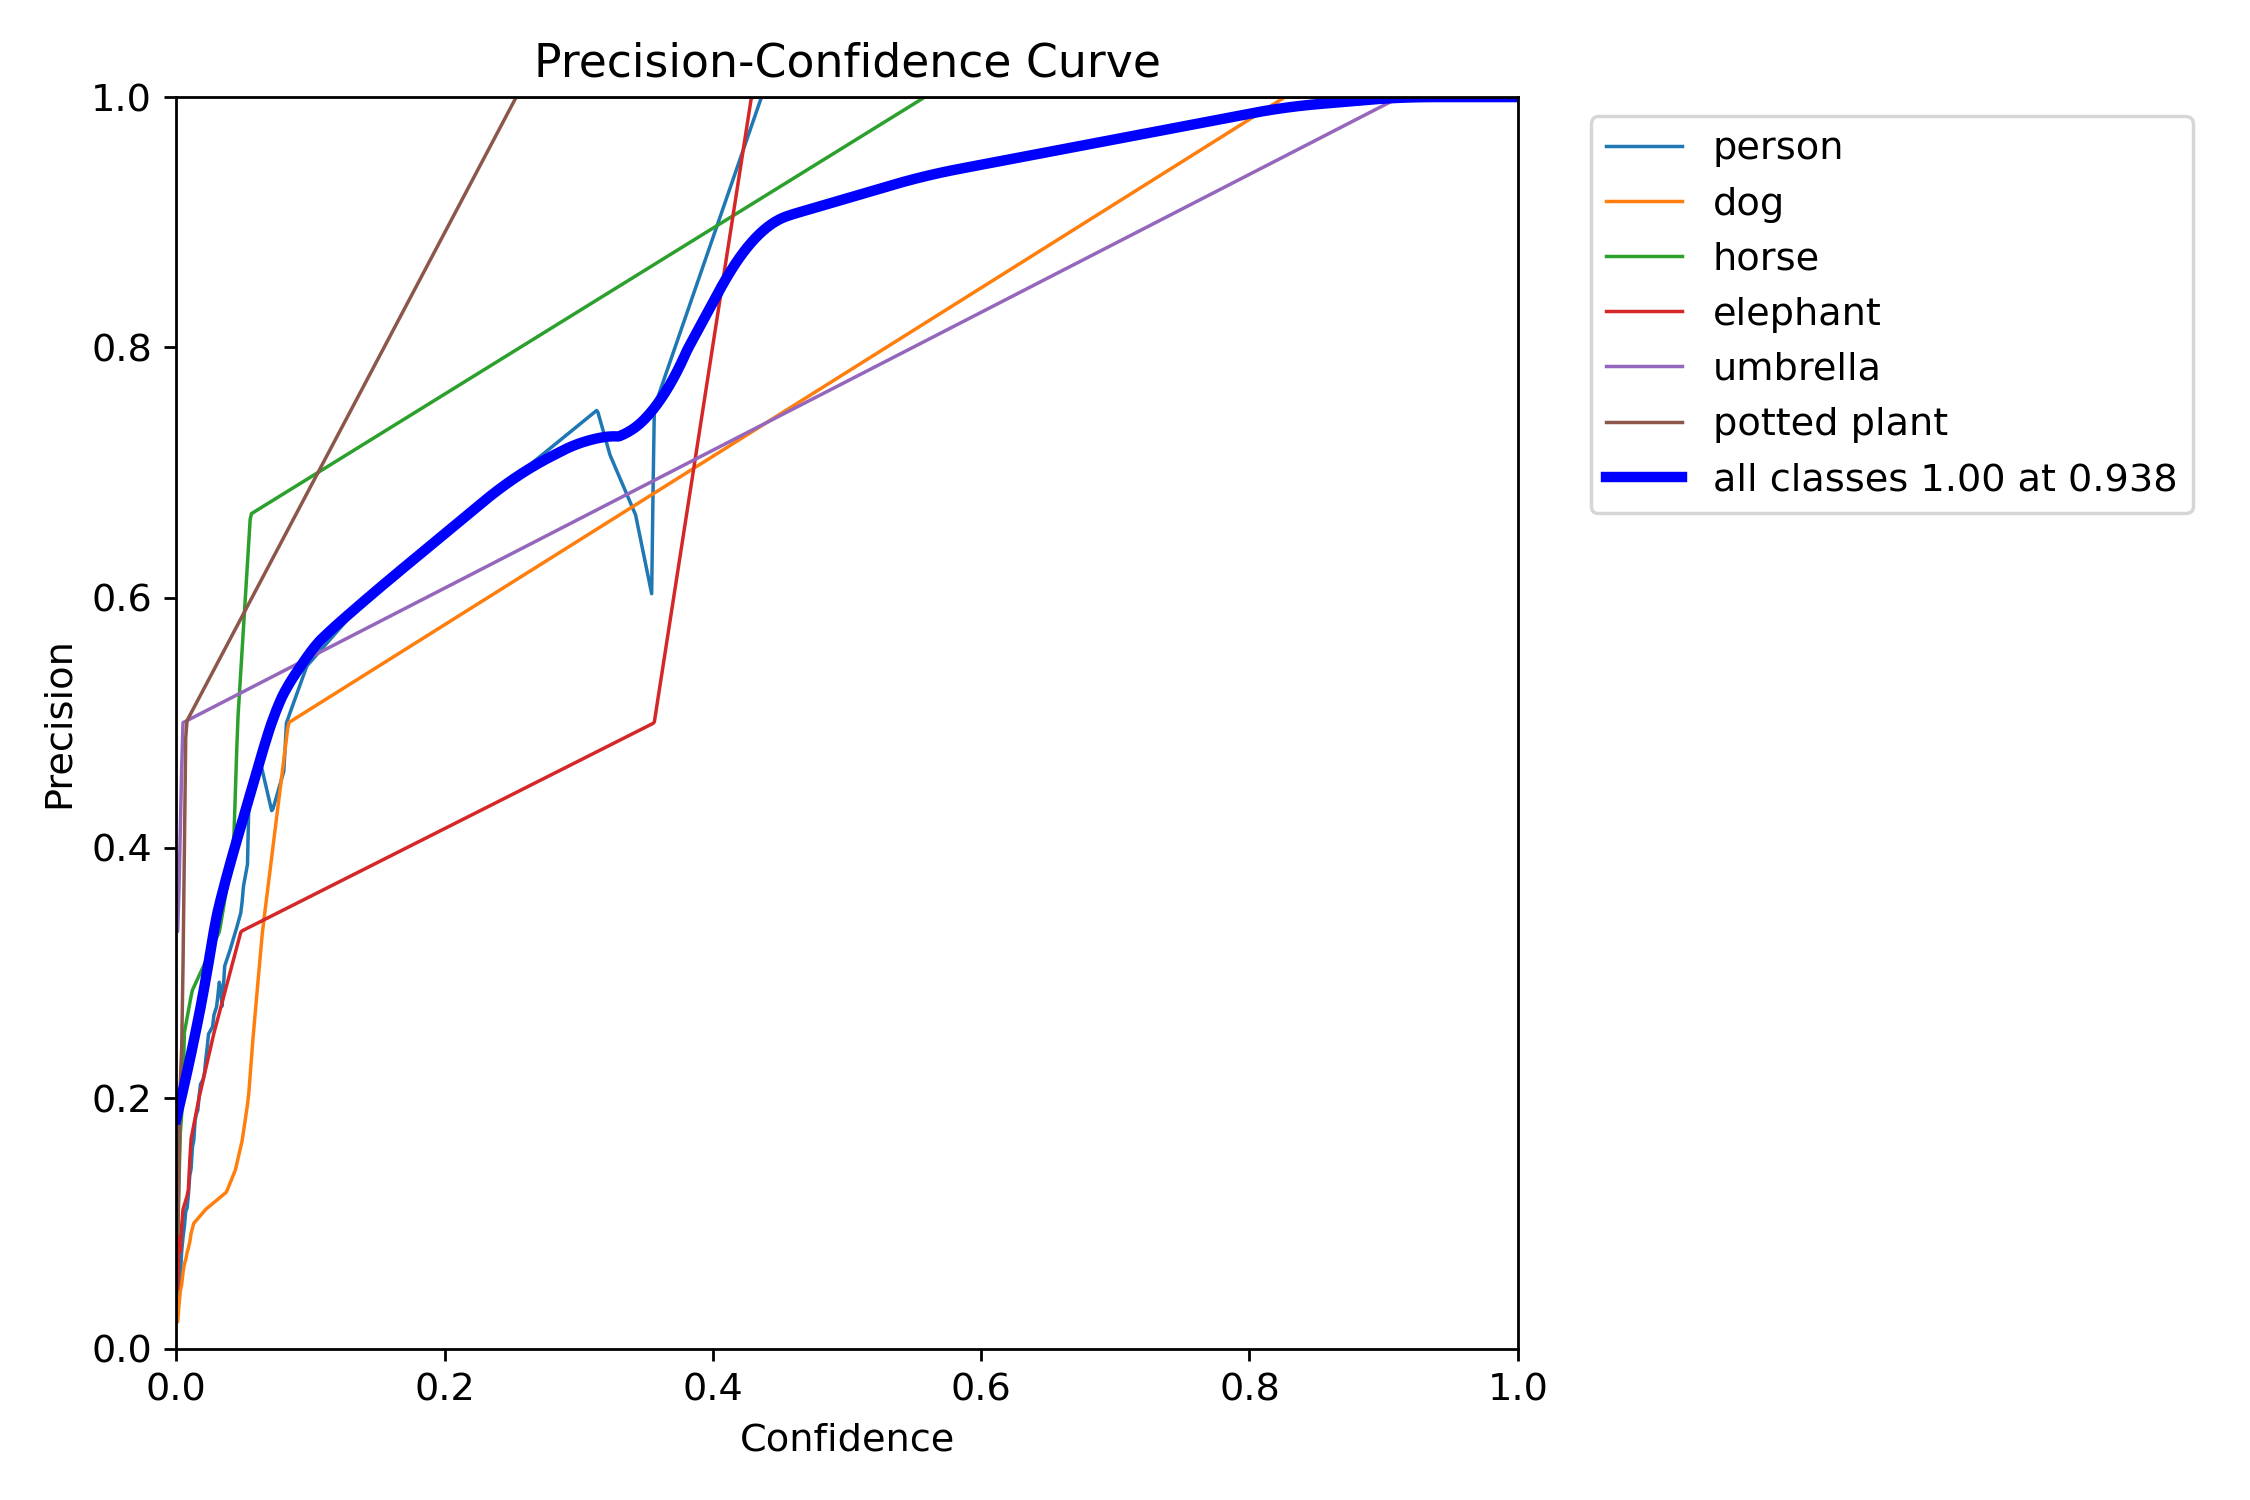 Precision-Confidence Curve
1.0
0.8
0.6
0.4
0.2
0.0
Precision
0.0 0.2 0.4 0.6 0.8 1.0
Confidence
person
dog
horse
elephant
umbrella
potted plant
all classes 1.00 at 0.938